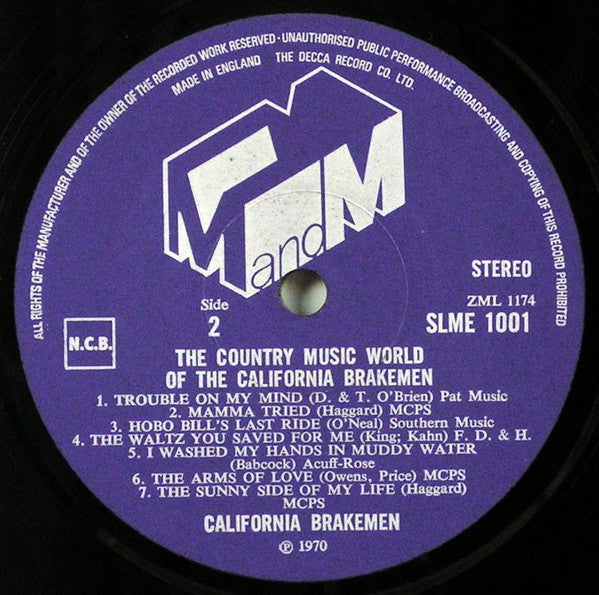 ALL RIGHTS OF THE MANUFACTURER AND OF THE OWNER OF THE RECORDED WORK RESERVED · UNAUTHORISED PUBLIC PERFORMANCE BROADCASTING AND COPYING OF THIS RECORD PROHIBITED
MADE IN ENGLAND THE DECCA RECORD CO. LTD.
M and M
STEREO
Side
2
ZML 1174
SLME 1001
N.C.B.
THE COUNTRY MUSIC WORLD
OF THE CALIFORNIA BRAKEMEN
1. TROUBLE ON MY MIND (D. & T. O'Brien) Pat Music
2. MAMMA TRIED (Haggard) MCPS
3. HOBO BILL'S LAST RIDE (O'Neal) Southern Music
4. THE WALTZ YOU SAVED FOR ME (King; Kahn) F. D. & H.
5. I WASHED MY HANDS IN MUDDY WATER
(Babcock) Acuff-Rose
6. THE ARMS OF LOVE (Owens, Price) MCPS
7. THE SUNNY SIDE OF MY LIFE (Haggard)
MCPS
CALIFORNIA BRAKEMEN
℗ 1970